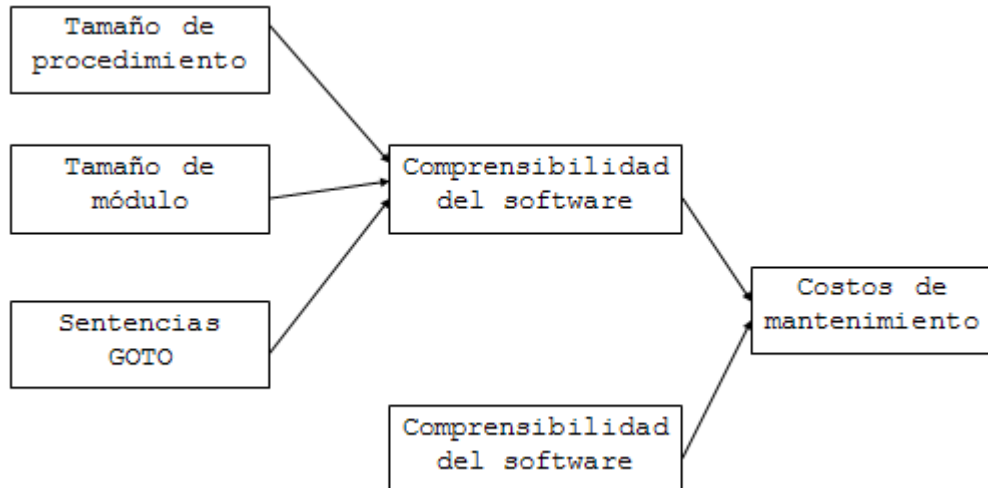 Tamaño de
procedimiento
Tamaño de
módulo
Sentencias
GOTO
Comprensibilidad
del software
Comprensibilidad
del software
Costos de
mantenimiento